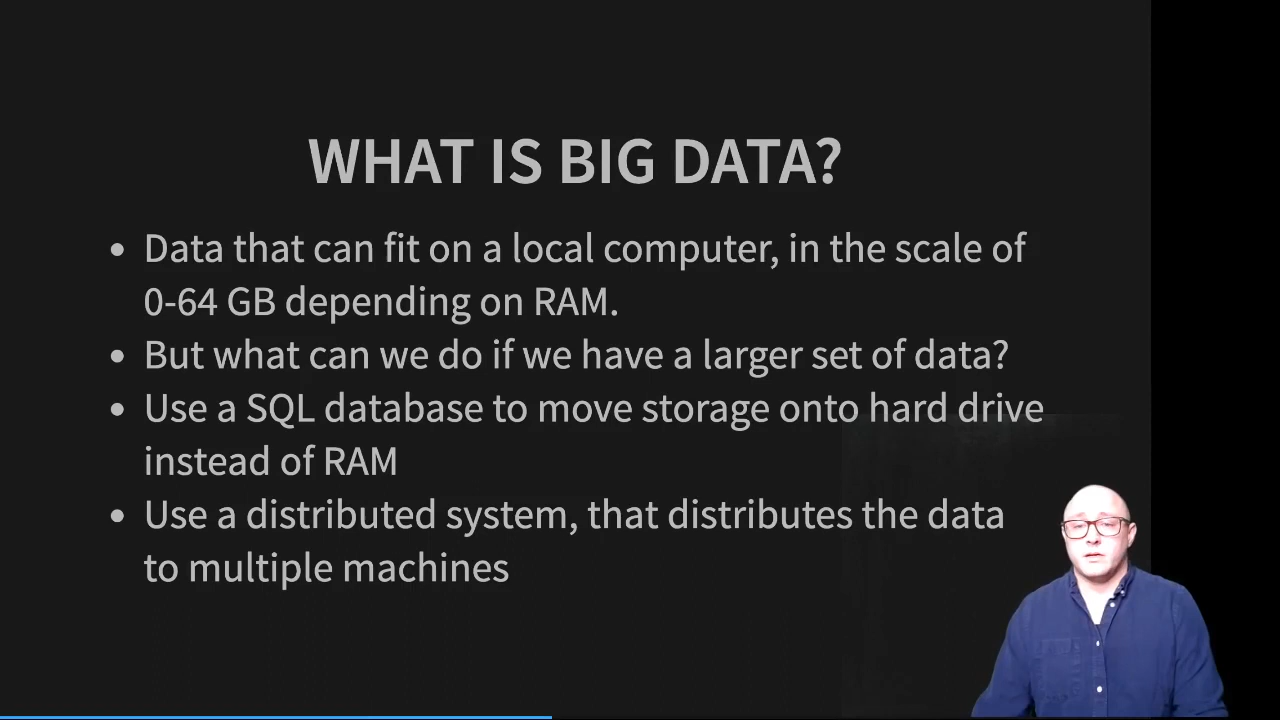 WHAT IS BIG DATA?
• Data that can fit on a local computer, in the scale of
0-64 GB depending on RAM.
• But what can we do if we have a larger set of data?
• Use a SQL database to move storage onto hard drive
instead of RAM
• Use a distributed system, that distributes the data
to multiple machines